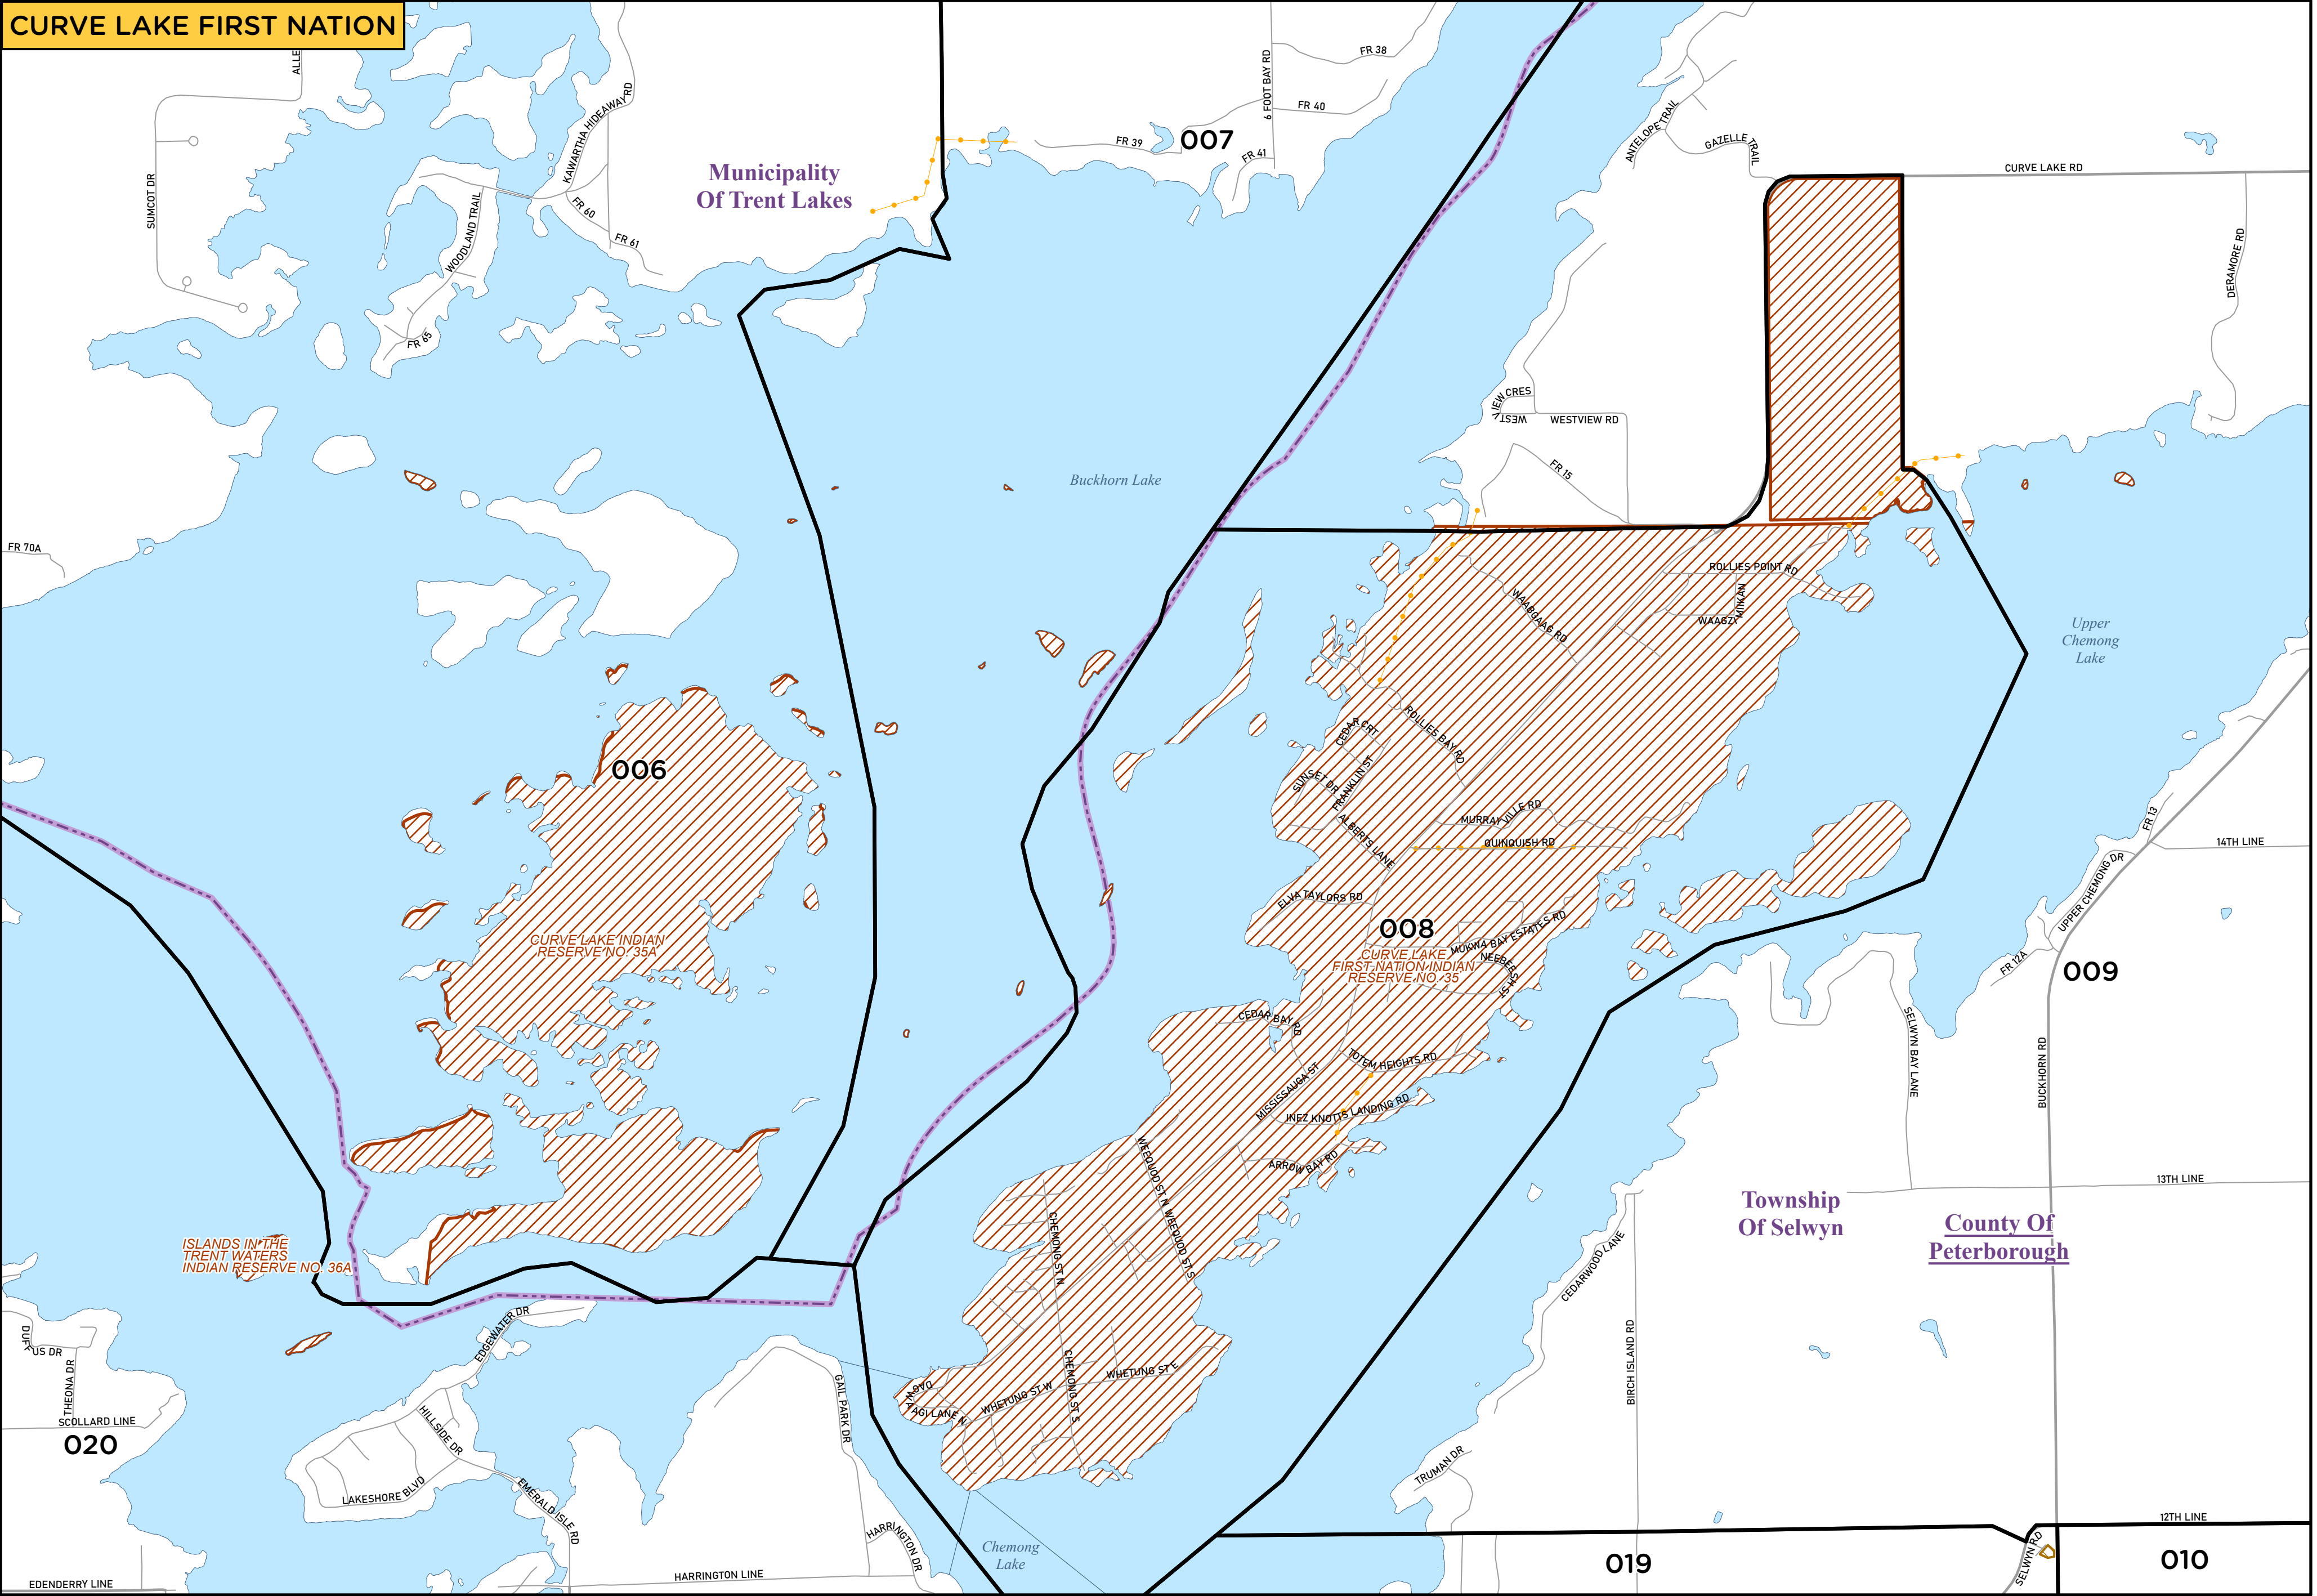 CURVE LAKE FIRST NATION
ALLE
FR 38
6 FOOT BAY RD
KAWARTHA HIDEAWAY RD
FR 40
ANTELOPE TRAIL
GAZELLE TRAIL
FR 39
007
FR 41
Municipality
Of Trent Lakes
CURVE LAKE RD
SUMCOT DR
WOODLAND TRAIL
FR 60
FR 61
DERAMORE RD
FR 65
WESTVIEW CRES
WESTVIEW RD
FR 15
Buckhorn Lake
FR 70A
ROLLIES POINT RD
WAABGAAG RD
MIIKAN
WAAGZI
Upper
Chemong
Lake
CEDAR CRT
ROLLIES BAY RD
006
SUNSET DR
FRANKLIN ST
MURRAY VILLE RD
ALBERTS LANE
QUINQUISH RD
FR 13
14TH LINE
UPPER CHEMONG DR
ELVA TAYLORS RD
008
MUKWA BAY ESTATES RD
NEEBEESH ST
CURVE LAKE INDIAN
RESERVE NO. 35A
CURVE LAKE
FIRST NATION INDIAN
RESERVE NO. 35
FR 12A
009
CEDAR BAY RD
SELWYN BAY LANE
BUCKHORN RD
TOTEM HEIGHTS RD
MISSISSAUGA ST
INEZ KNOTTS LANDING RD
WEEQUOD ST N
ARROW BAY RD
13TH LINE
Township
Of Selwyn
County Of
Peterborough
WEEQUOD ST S
CHEMONG ST N
ISLANDS IN THE
TRENT WATERS
INDIAN RESERVE NO. 36A
CEDARWOOD LANE
EDGEWATER DR
DUFFUS DR
THEONA DR
BIRCH ISLAND RD
WHETUNG ST E
WHETUNG ST W
CHEMONG ST S
GAIL PARK DR
SCOLLARD LINE
020
HILLSIDE DR
LAKESHORE BLVD
EMERALD ISLE RD
TRUMAN DR
HARRINGTON DR
12TH LINE
Chemong
Lake
SELWYN RD
019
010
HARRINGTON LINE
EDENDERRY LINE